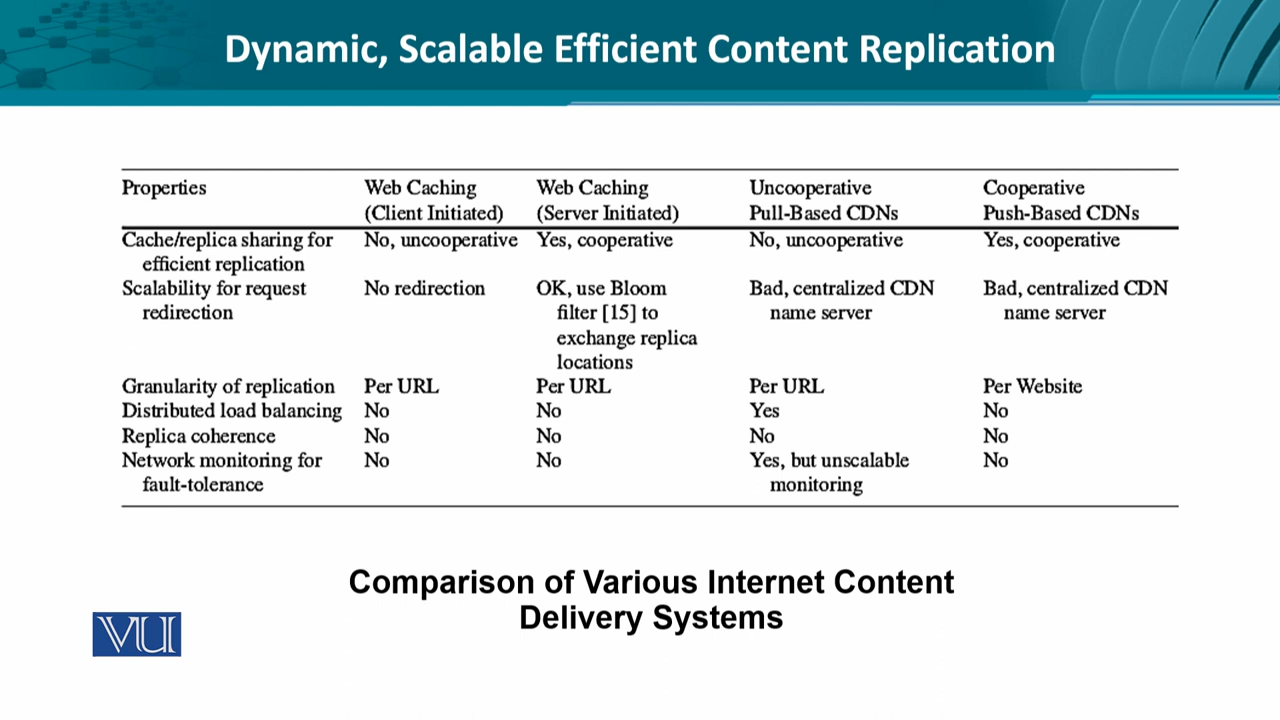 Dynamic, Scalable Efficient Content Replication
Properties Web Caching (Client Initiated) Web Caching (Server Initiated) Uncooperative Pull-Based CDNs Cooperative Push-Based CDNs
Cache/replica sharing for efficient replication No, uncooperative Yes, cooperative No, uncooperative Yes, cooperative
Scalability for request redirection No redirection OK, use Bloom filter [15] to exchange replica locations Bad, centralized CDN name server Bad, centralized CDN name server
Granularity of replication Per URL Per URL Per URL Per Website
Distributed load balancing No No Yes No
Replica coherence No No No No
Network monitoring for fault-tolerance No No Yes, but unscalable monitoring No
Comparison of Various Internet Content
Delivery Systems
VU